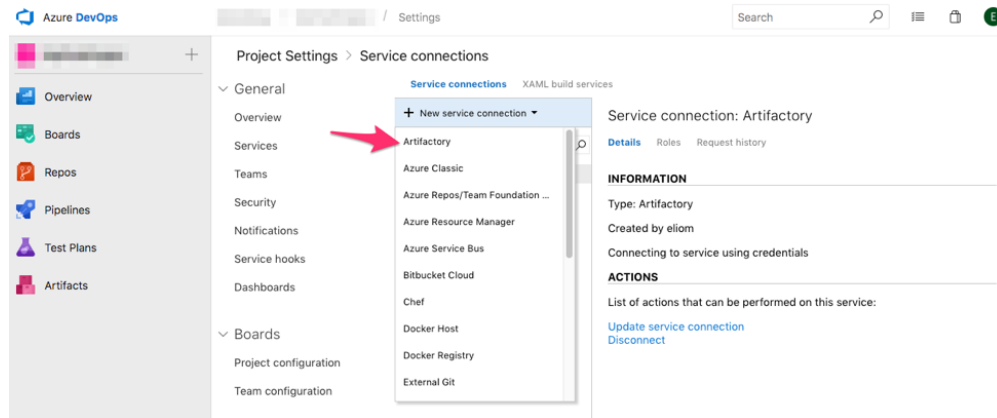 Azure DevOps
/ Settings
Search
E
Overview
Boards
Repos
Pipelines
Test Plans
Artifacts
Project Settings > Service connections
General
Overview
Services
Teams
Security
Notifications
Service hooks
Dashboards
Boards
Project configuration
Team configuration
Service connections XAML build services
+ New service connection
Artifactory
Azure Classic
Azure Repos/Team Foundation ...
Azure Resource Manager
Azure Service Bus
Bitbucket Cloud
Chef
Docker Host
Docker Registry
External Git
Service connection: Artifactory
Details Roles Request history
INFORMATION
Type: Artifactory
Created by eliom
Connecting to service using credentials
ACTIONS
List of actions that can be performed on this service:
Update service connection
Disconnect